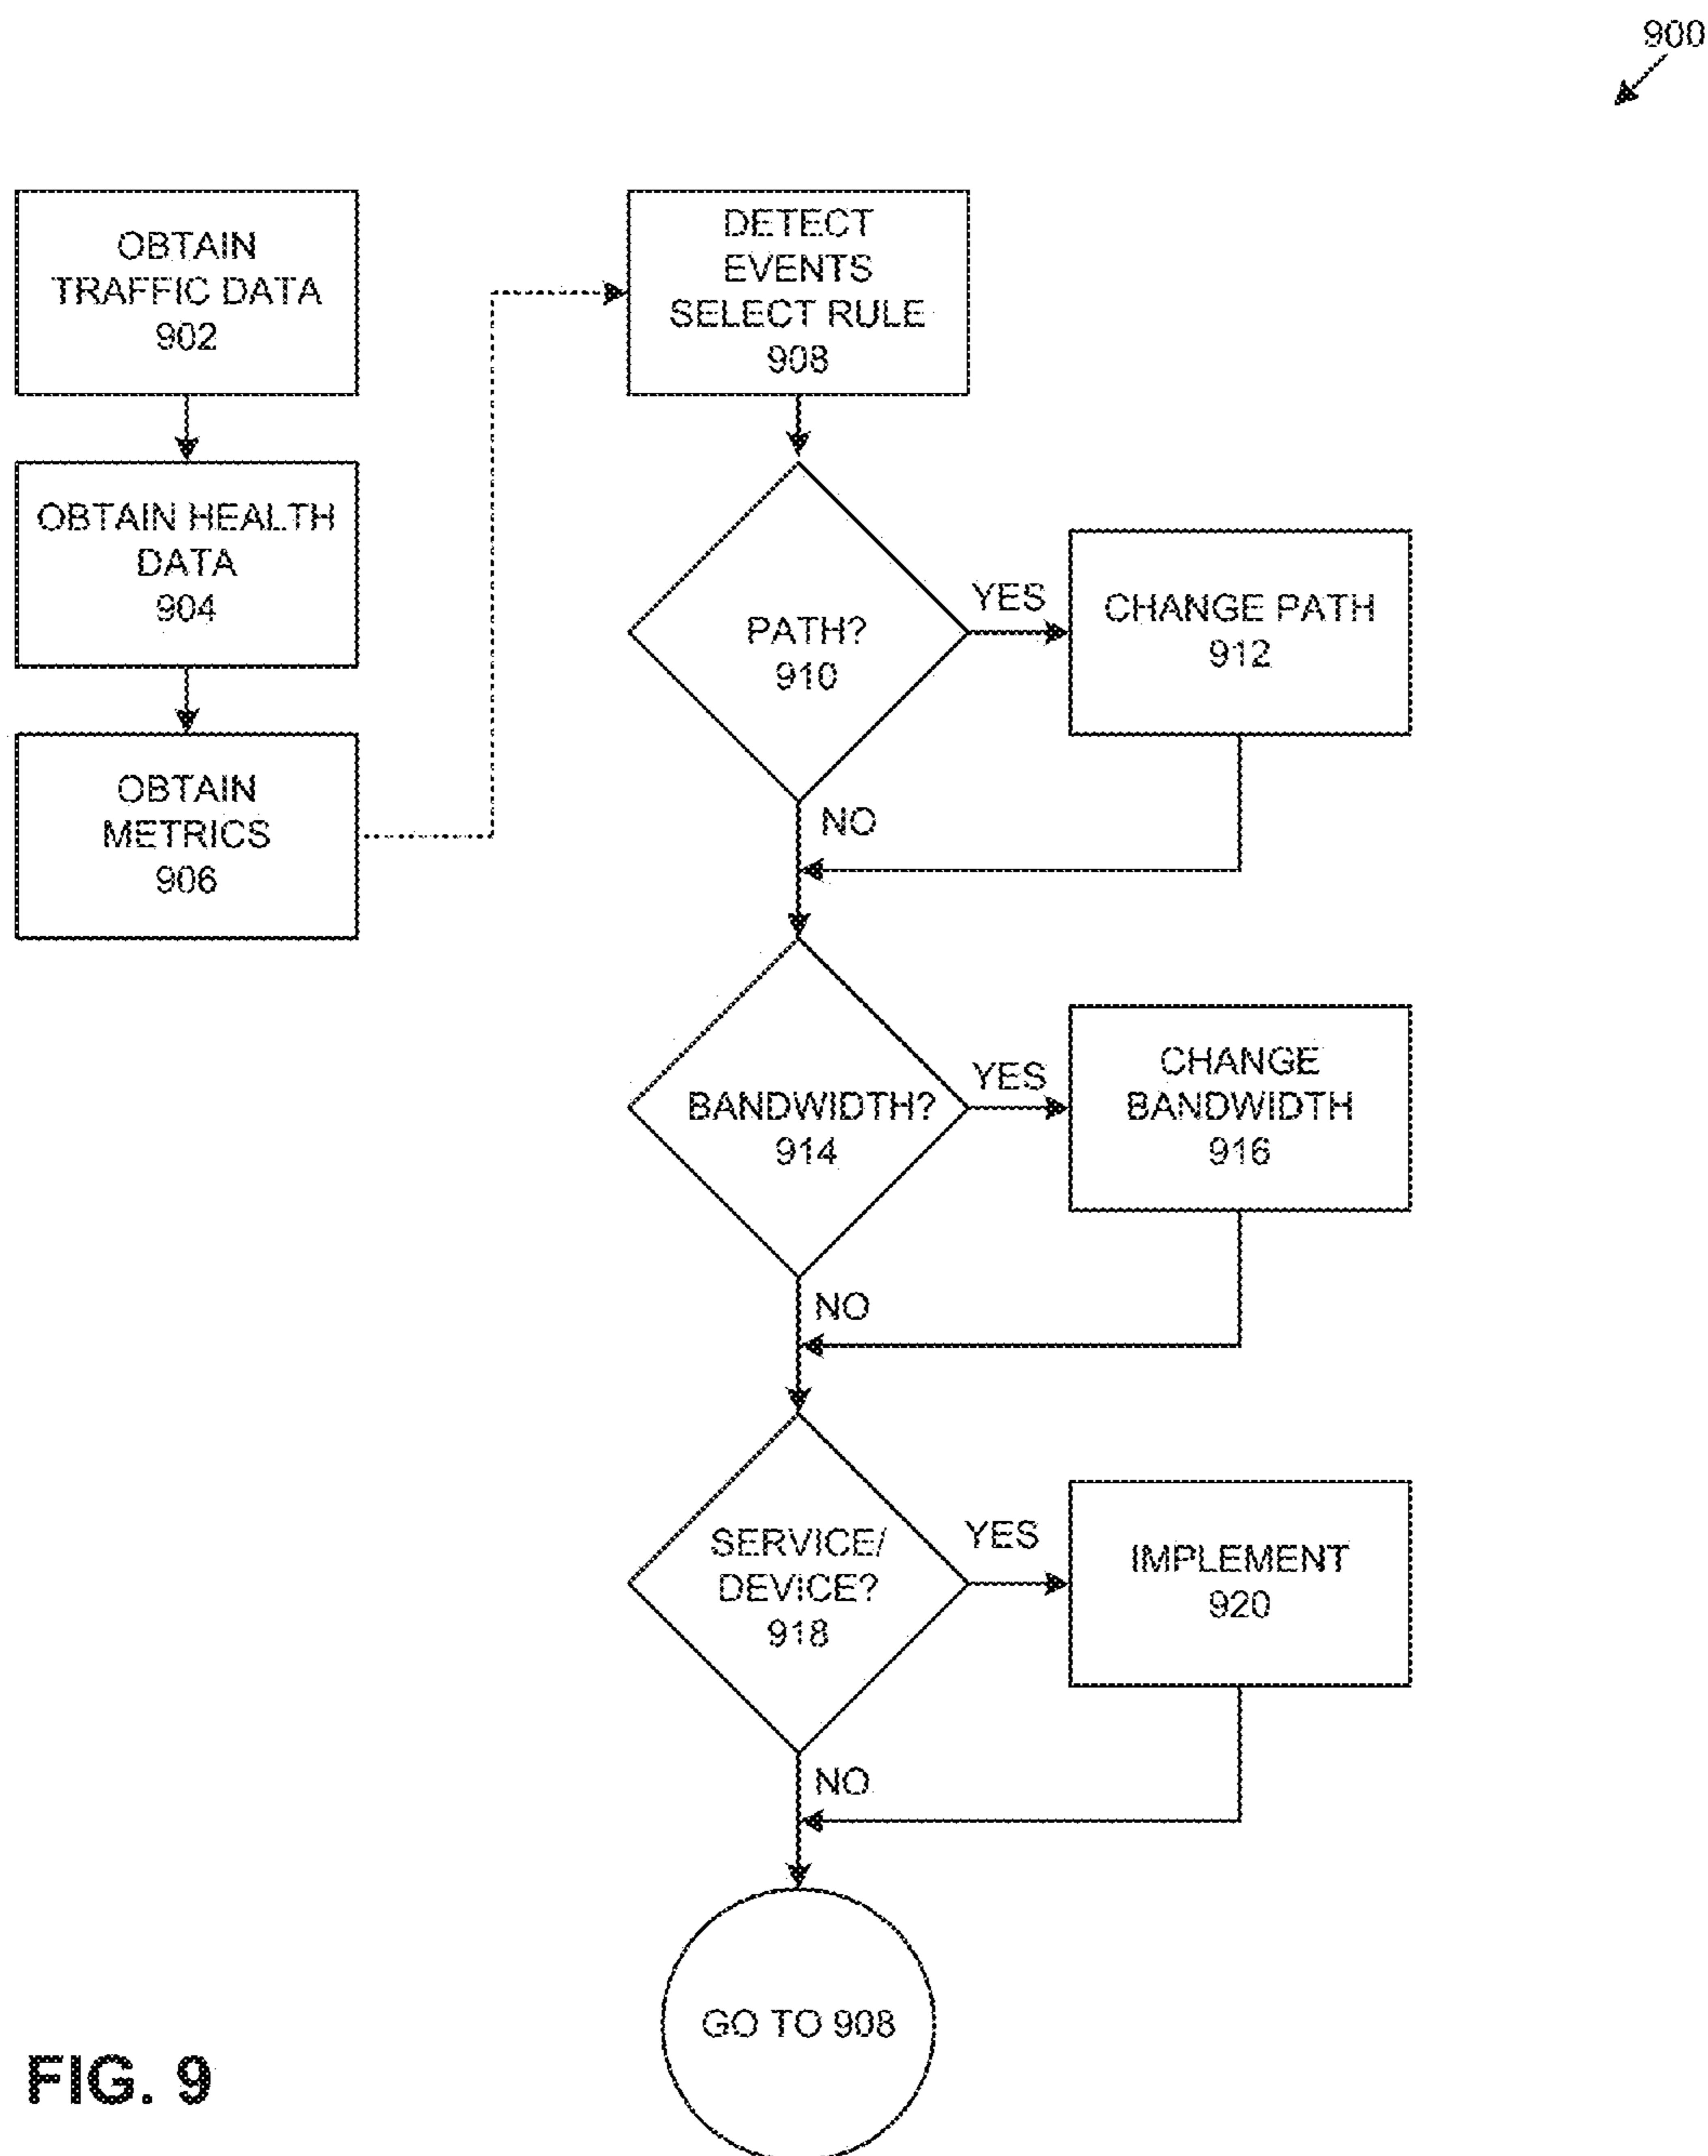 900
OBTAIN
TRAFFIC DATA
902
OBTAIN HEALTH
DATA
904
OBTAIN
METRICS
906
DETECT
EVENTS
SELECT RULE
908
PATH?
910
YES
CHANGE PATH
912
NO
BANDWIDTH?
914
YES
CHANGE
BANDWIDTH
916
NO
SERVICE/
DEVICE?
918
YES
IMPLEMENT
920
NO
GO TO 908
FIG. 9